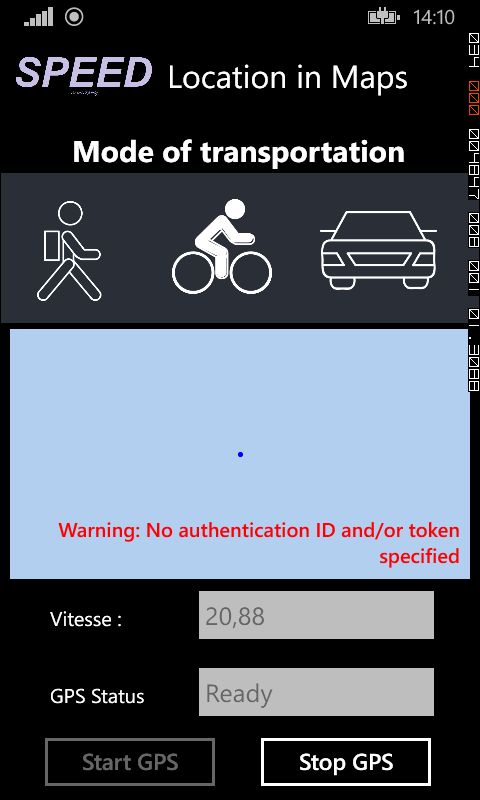 14:10
SPEED Location in Maps
Mode of transportation
Warning: No authentication ID and/or token
specified
Vitesse : 20,88
GPS Status Ready
Start GPS Stop GPS